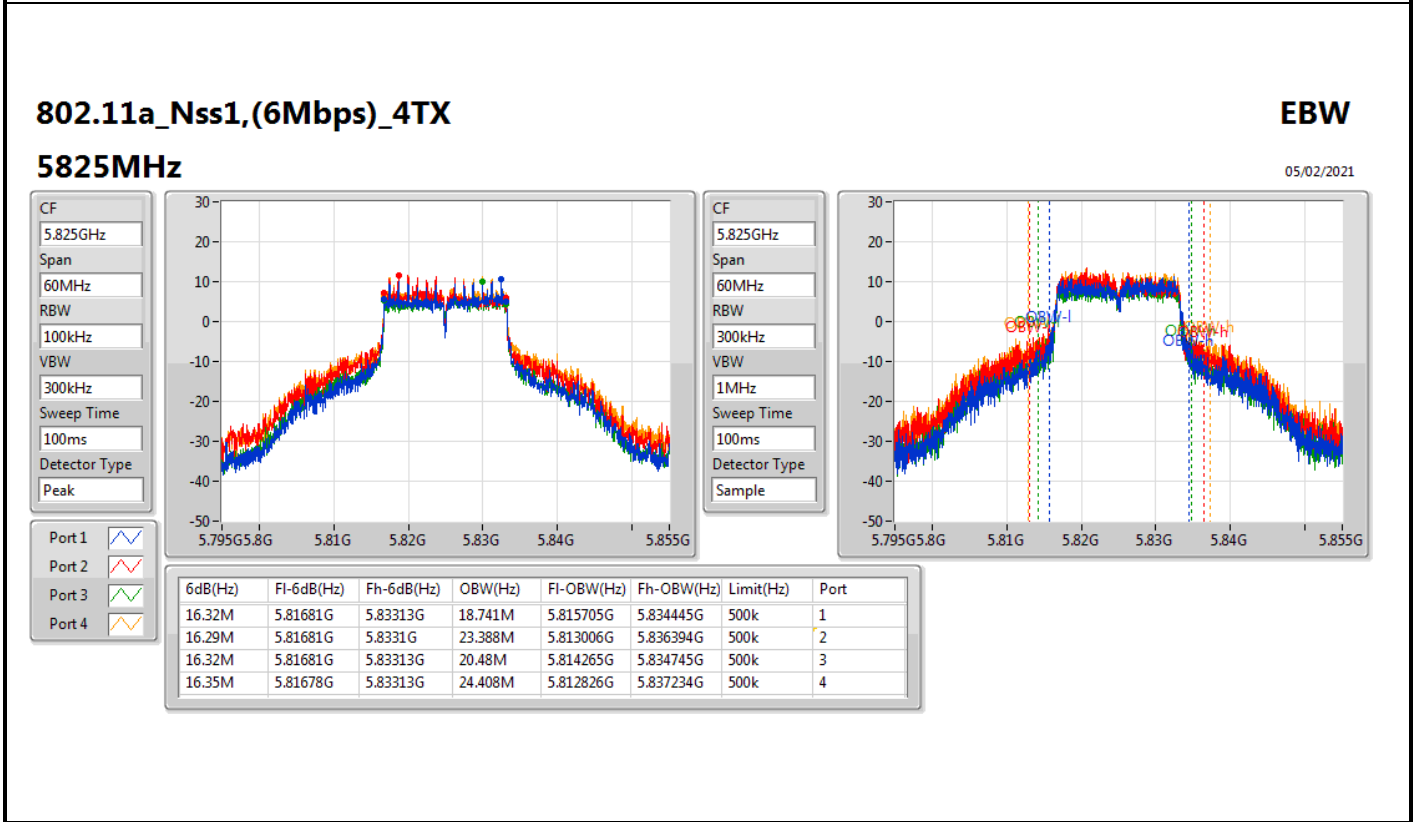 802.11a_Nss1,(6Mbps)_4TX
EBW
5825MHz
05/02/2021
CF
5.825GHz
Span
60MHz
RBW
100kHz
VBW
300kHz
Sweep Time
100ms
Detector Type
Peak
30
20
10
0
-10
-20
-30
-40
-50
5.795G 5.8G 5.81G 5.82G 5.83G 5.84G 5.855G
CF
5.825GHz
Span
60MHz
RBW
300kHz
VBW
1MHz
Sweep Time
100ms
Detector Type
Sample
30
20
10
0
-10
-20
-30
-40
-50
OBW-l
OBW-h
5.795G 5.8G 5.81G 5.82G 5.83G 5.84G 5.855G
Port 1
Port 2
Port 3
Port 4
6dB(Hz) Fl-6dB(Hz) Fh-6dB(Hz) OBW(Hz) Fl-OBW(Hz) Fh-OBW(Hz) Limit(Hz) Port
16.32M 5.81681G 5.83313G 18.741M 5.815705G 5.834445G 500k 1
16.29M 5.81681G 5.8331G 23.388M 5.813006G 5.836394G 500k 2
16.32M 5.81681G 5.83313G 20.48M 5.814265G 5.834745G 500k 3
16.35M 5.81678G 5.83313G 24.408M 5.812826G 5.837234G 500k 4